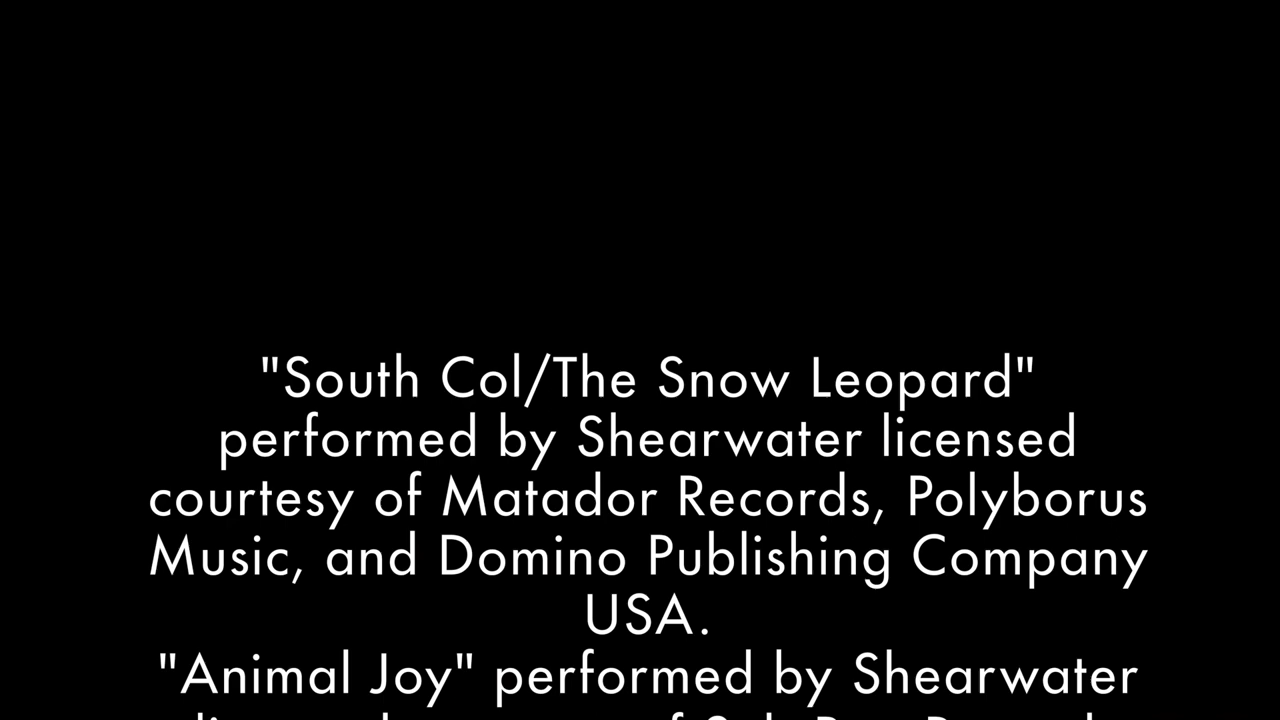 "South Col/The Snow Leopard"
performed by Shearwater licensed
courtesy of Matador Records, Polyborus
Music, and Domino Publishing Company
USA.
"Animal Joy" performed by Shearwater